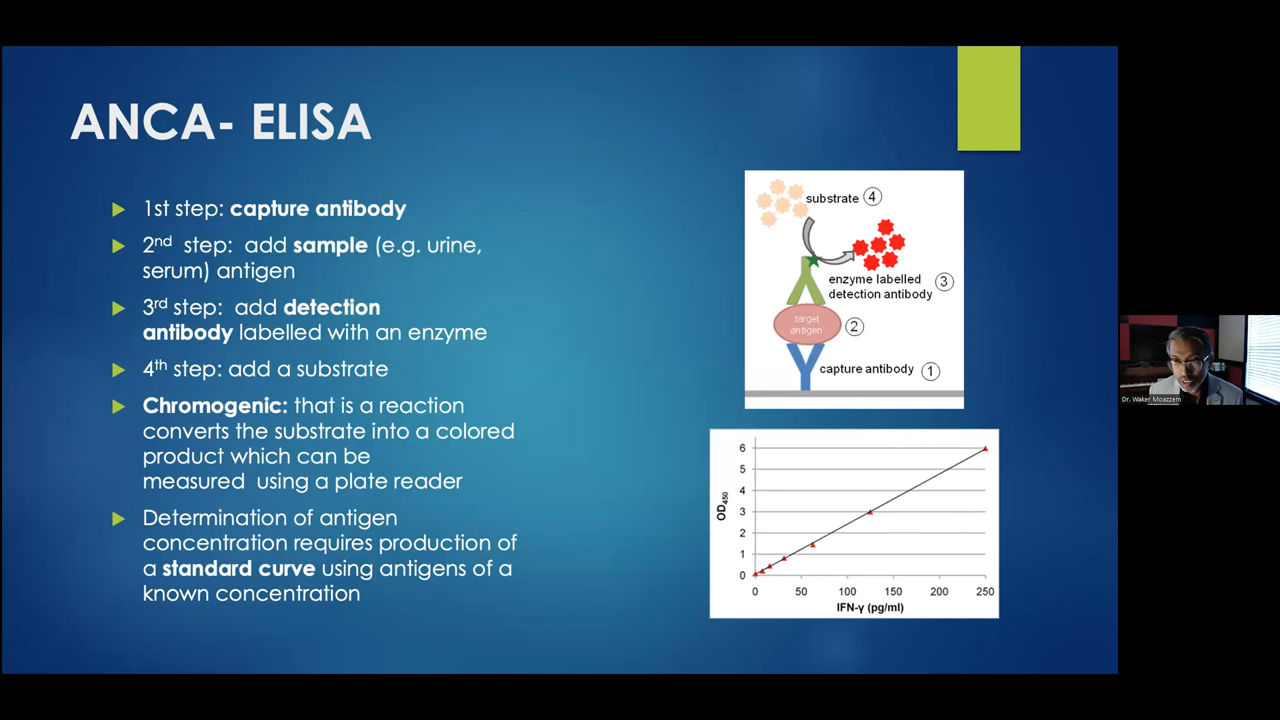 ANCA- ELISA
1st step: capture antibody
2nd step: add sample (e.g. urine,
serum) antigen
3rd step: add detection
antibody labelled with an enzyme
4th step: add a substrate
Chromogenic: that is a reaction
converts the substrate into a colored
product which can be
measured using a plate reader
Determination of antigen
concentration requires production of
a standard curve using antigens of a
known concentration
substrate 4
enzyme labelled
detection antibody 3
target
antigen 2
capture antibody 1
6
5
4
3
2
1
0
OD450
0 50 100 150 200 250
IFN-γ (pg/ml)
Dr. Waker Moazzem